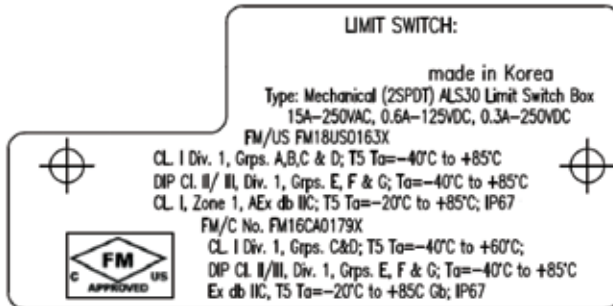 LIMIT SWITCH:
made in Korea
Type: Mechanical (2SPDT) ALS30 Limit Switch Box
15A-250VAC, 0.6A-125VDC, 0.3A-250VDC
FM/US FM18US0163X
CL. I Div. 1, Grps. A,B,C & D; T5 Ta=-40°C to +85°C
DIP Cl. II/ III, Div. 1, Grps. E, F & G; Ta=-40°C to +85°C
CL. I, Zone 1, AEx db IIC; T5 Ta=-20°C to +85°C; IP67
FM/C No. FM16CA0179X
CL. I Div. 1, Grps. C&D; T5 Ta=-40°C to +60°C;
DIP Cl. II/III, Div. 1, Grps. E, F & G; Ta=-40°C to +85°C
Ex db IIC, T5 Ta=-20°C to +85C Gb; IP67
FM
C US
APPROVED